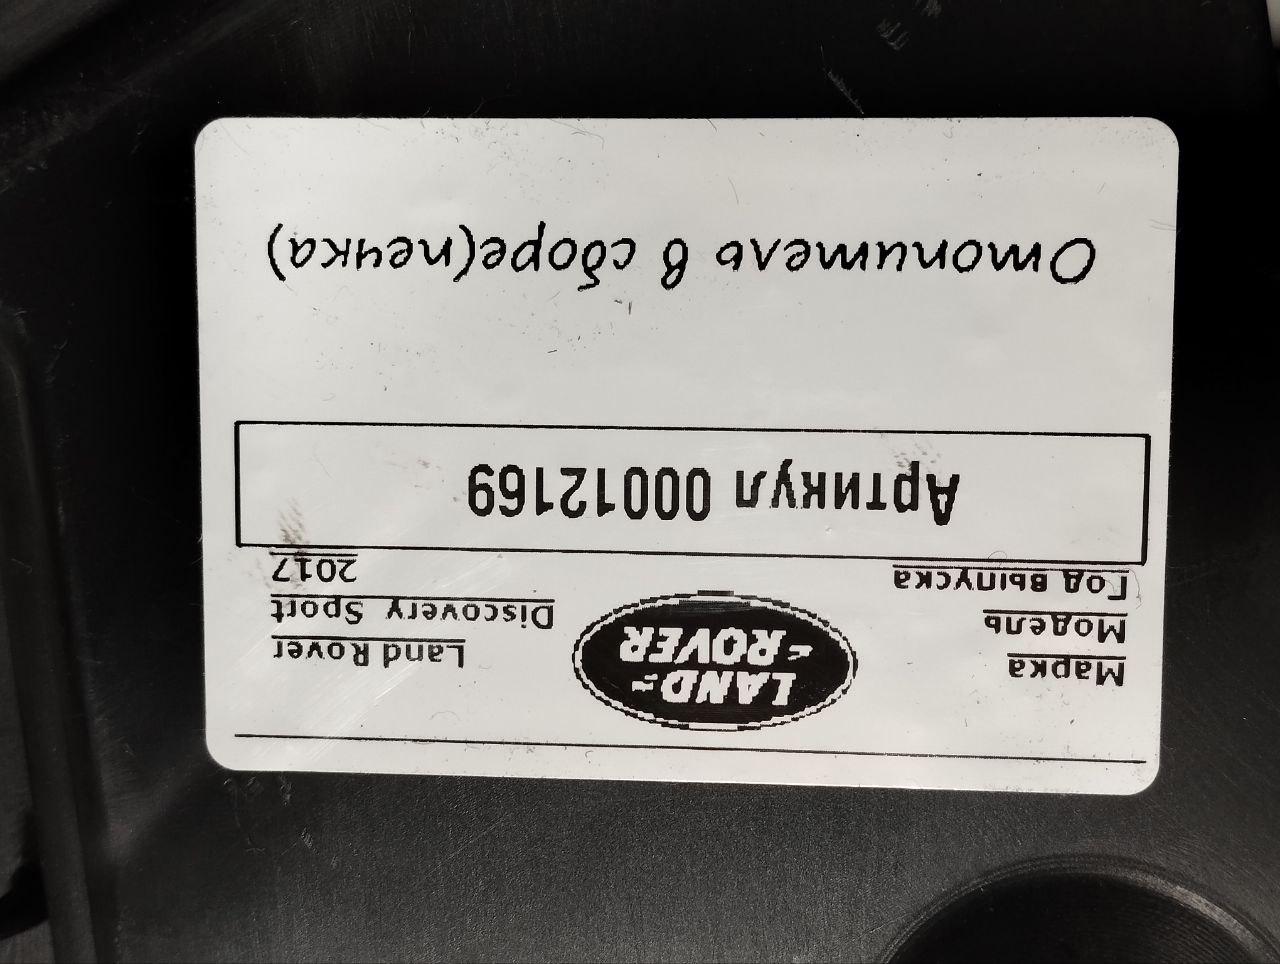 Марка
LAND-
-ROVER
Land Rover
Модель
Discovery Sport
Год выпуска
2017
Артикул 00012169
Отопитель в сборе(печка)